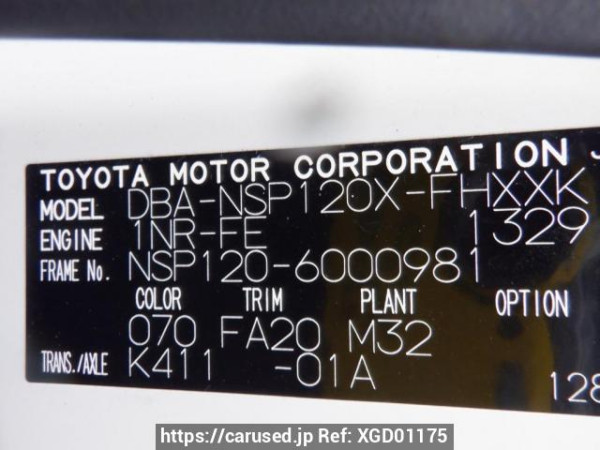 TOYOTA MOTOR CORPORATION
MODEL DBA-NSP120X-FHXXK
ENGINE 1NR-FE 1329
FRAME No. NSP120-6000981
COLOR TRIM PLANT OPTION
070 FA20 M32
TRANS./AXLE K411 -01A
128
https://carused.jp Ref: XGD01175